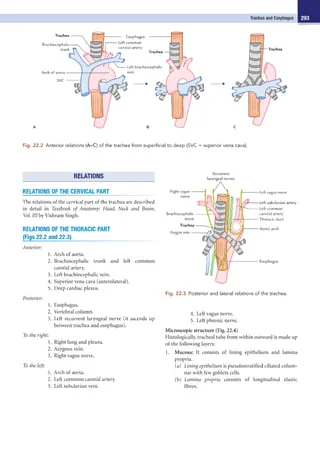 Trachea and Esophagus 293
Trachea
Brachiocephalic
trunk
Arch of aorta
SVC
Esophagus
Left common
carotid artery
Left brachiocephalic
vein
Trachea
Trachea
A
B
C
Fig. 22.2 Anterior relations (A–C) of the trachea from superficial to deep (SVC = superior vena cava).
RELATIONS
RELATIONS OF THE CERVICAL PART
The relations of the cervical part of the trachea are described
in detail in Textbook of Anatomy: Head, Neck and Brain,
Vol. III by Vishram Singh.
RELATIONS OF THE THORACIC PART
(Figs 22.2 and 22.3)
Anterior:
1. Arch of aorta.
2. Brachiocephalic trunk and left common
carotid artery.
3. Left brachiocephalic vein.
4. Superior vena cava (anterolateral).
5. Deep cardiac plexus.
Posterior:
1. Esophagus.
2. Vertebral column.
3. Left recurrent laryngeal nerve (it ascends up
between trachea and esophagus).
To the right:
1. Right lung and pleura.
2. Azygous vein.
3. Right vagus nerve.
To the left:
1. Arch of aorta.
2. Left common carotid artery.
3. Left subclavian vein.
Recurrent
laryngeal nerves
Right vagus
nerve
Brachiocephalic
trunk
Trachea
Azygos vein
Left vagus nerve
Left subclavian artery
Left common
carotid artery
Thoracic duct
Aortic arch
Esophagus
Fig. 22.3 Posterior and lateral relations of the trachea.
4. Left vagus nerve.
5. Left phrenic nerve.
Microscopic structure (Fig. 22.4)
Histologically, tracheal tube from within outward is made up
of the following layers:
1. Mucosa: It consists of lining epithelium and lamina
propria.
(a) Lining epithelium is pseudostratified ciliated colum-
nar with few goblets cells.
(b) Lamina propria consists of longitudinal elastic
fibres.